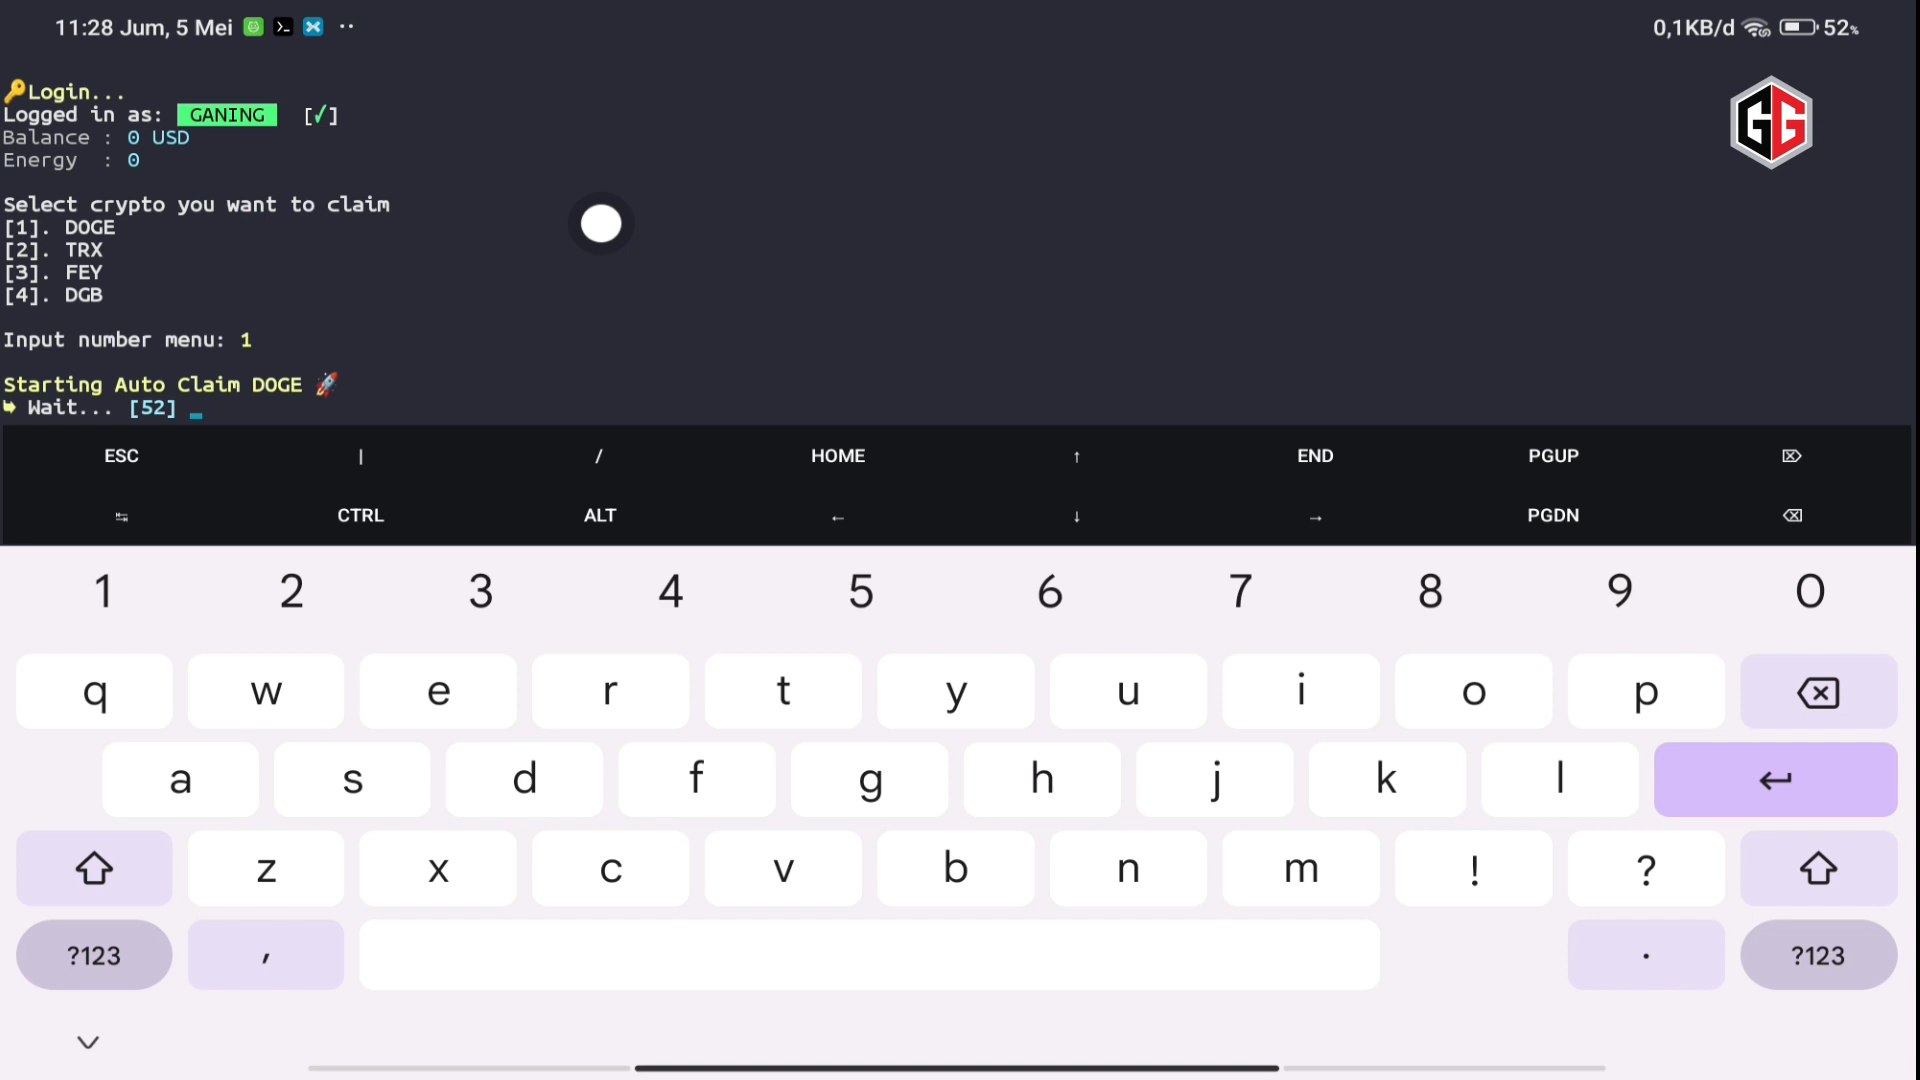 11:28 Jum, 5 Mei
0,1KB/d 52%
🔑Login...
Logged in as: GANING [✓]
Balance : 0 USD
Energy : 0
Select crypto you want to claim
[1]. DOGE
[2]. TRX
[3]. FEY
[4]. DGB
Input number menu: 1
Starting Auto Claim DOGE 🚀
Wait... [52] _
GG
ESC | / HOME ↑ END PGUP ⌦
↹ CTRL ALT ← ↓ → PGDN ⌫
1 2 3 4 5 6 7 8 9 0
q w e r t y u i o p
a s d f g h j k l
z x c v b n m ! ?
?123 , . ?123